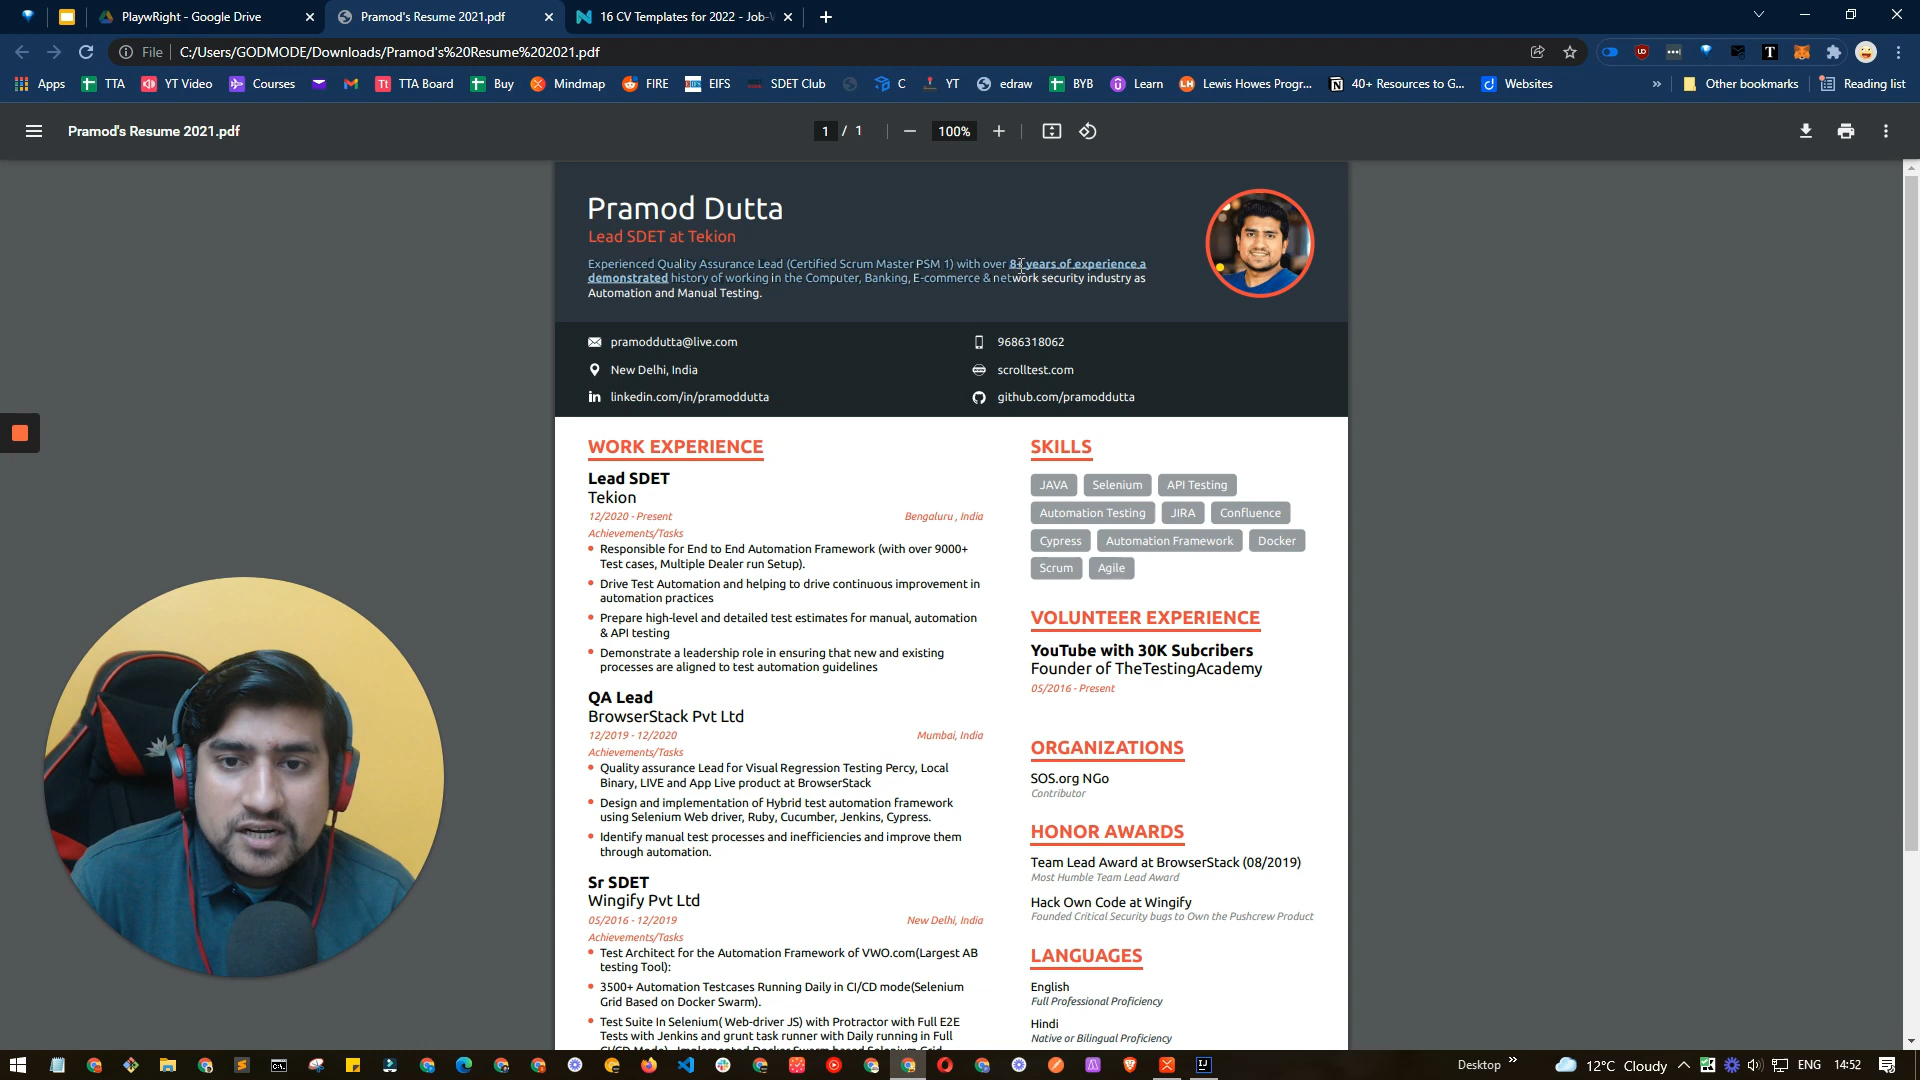 PlaywRight - Google Drive
Pramod's Resume 2021.pdf
16 CV Templates for 2022 - Job-W
File
C:/Users/GODMODE/Downloads/Pramod's%20Resume%202021.pdf
Apps
TTA
YT Video
Courses
TTA Board
Buy
Mindmap
FIRE
EIFS
SDET Club
C
YT
edraw
BYB
Learn
Lewis Howes Progr...
40+ Resources to G...
Websites
»
Other bookmarks
Reading list
Pramod's Resume 2021.pdf
1 / 1
100%
Pramod Dutta
Lead SDET at Tekion
Experienced Quality Assurance Lead (Certified Scrum Master PSM 1) with over 8+ years of experience a
demonstrated history of working in the Computer, Banking, E-commerce & network security industry as
Automation and Manual Testing.
pramoddutta@live.com
9686318062
New Delhi, India
scrolltest.com
linkedin.com/in/pramoddutta
github.com/pramoddutta
WORK EXPERIENCE
Lead SDET
Tekion
12/2020 - Present
Bengaluru , India
Achievements/Tasks
Responsible for End to End Automation Framework (with over 9000+
Test cases, Multiple Dealer run Setup).
Drive Test Automation and helping to drive continuous improvement in
automation practices
Prepare high-level and detailed test estimates for manual, automation
& API testing
Demonstrate a leadership role in ensuring that new and existing
processes are aligned to test automation guidelines
QA Lead
BrowserStack Pvt Ltd
12/2019 - 12/2020
Mumbai, India
Achievements/Tasks
Quality assurance Lead for Visual Regression Testing Percy, Local
Binary, LIVE and App Live product at BrowserStack
Design and implementation of Hybrid test automation framework
using Selenium Web driver, Ruby, Cucumber, Jenkins, Cypress.
Identify manual test processes and inefficiencies and improve them
through automation.
Sr SDET
Wingify Pvt Ltd
05/2016 - 12/2019
New Delhi, India
Achievements/Tasks
Test Architect for the Automation Framework of VWO.com(Largest AB
testing Tool):
3500+ Automation Testcases Running Daily in CI/CD mode(Selenium
Grid Based on Docker Swarm).
Test Suite In Selenium( Web-driver JS) with Protractor with Full E2E
Tests with Jenkins and grunt task runner with Daily running in Full
SKILLS
JAVA
Selenium
API Testing
Automation Testing
JIRA
Confluence
Cypress
Automation Framework
Docker
Scrum
Agile
VOLUNTEER EXPERIENCE
YouTube with 30K Subcribers
Founder of TheTestingAcademy
05/2016 - Present
ORGANIZATIONS
SOS.org NGo
Contributor
HONOR AWARDS
Team Lead Award at BrowserStack (08/2019)
Most Humble Team Lead Award
Hack Own Code at Wingify
Founded Critical Security bugs to Own the Pushcrew Product
LANGUAGES
English
Full Professional Proficiency
Hindi
Native or Bilingual Proficiency
Desktop
»
12°C Cloudy
ENG
14:52